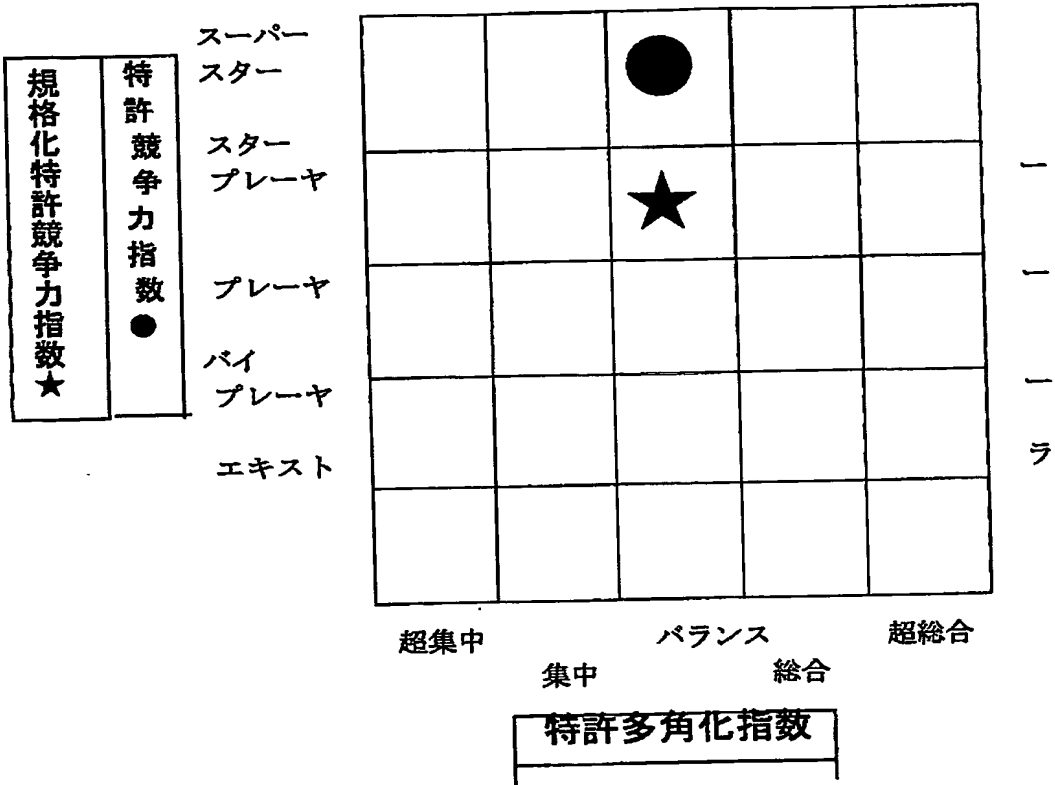 規格化特許競争力指数★
特許競争力指数●
スーパー
スター
スター
プレーヤー
プレーヤー
バイ
プレーヤー
エキストラ
超集中
集中
バランス
総合
超総合
特許多角化指数